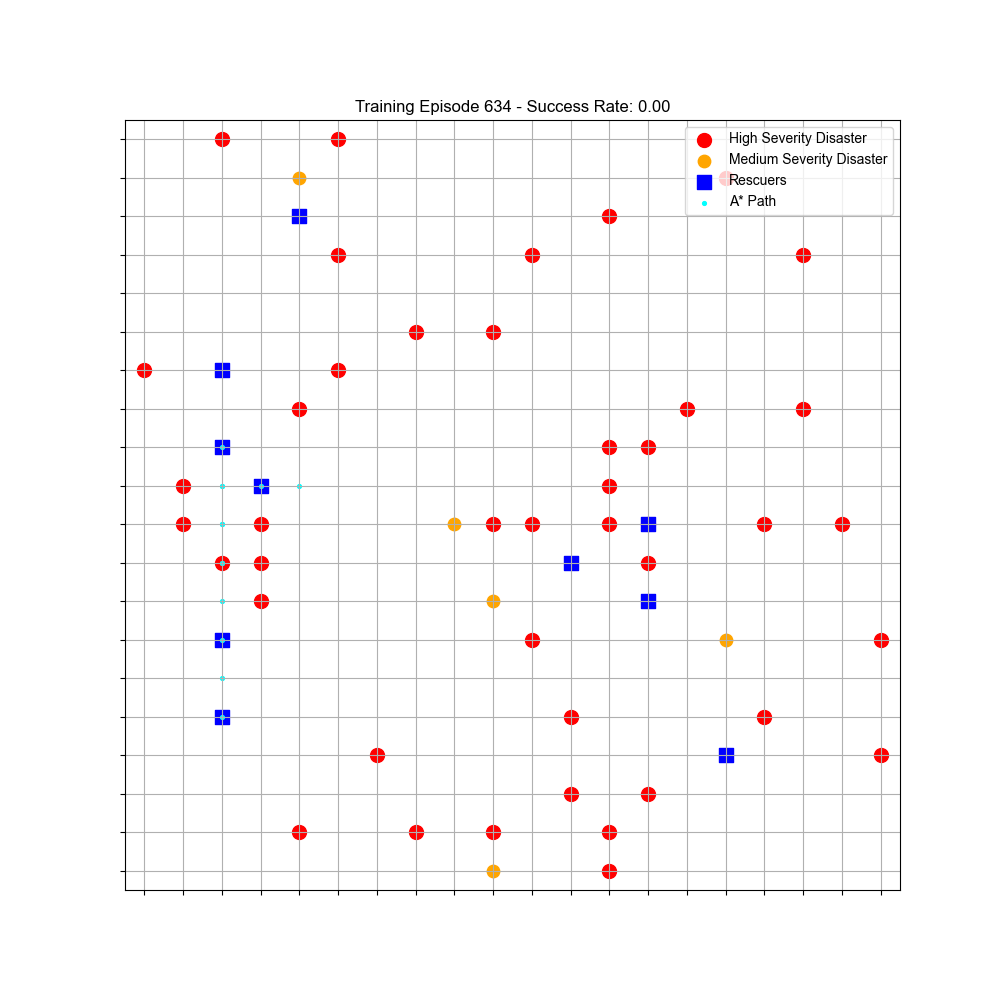 Training Episode 634 - Success Rate: 0.00
High Severity Disaster
Medium Severity Disaster
Rescuers
A* Path